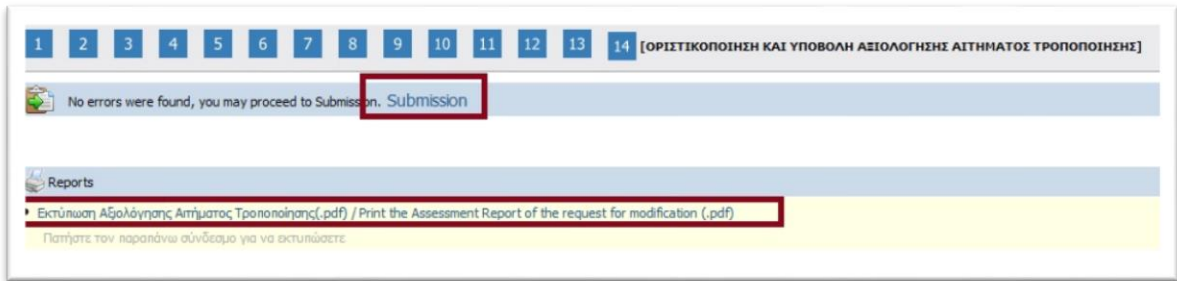 1 2 3 4 5 6 7 8 9 10 11 12 13 14 [ΟΡΙΣΤΙΚΟΠΟΙΗΣΗ ΚΑΙ ΥΠΟΒΟΛΗ ΑΞΙΟΛΟΓΗΣΗΣ ΑΙΤΗΜΑΤΟΣ ΤΡΟΠΟΠΟΙΗΣΗΣ]
No errors were found, you may proceed to Submission. Submission
Reports
Εκτύπωση Αξιολόγησης Αιτήματος Τροποποίησης(.pdf) / Print the Assessment Report of the request for modification (.pdf)
Πατήστε τον παραπάνω σύνδεσμο για να εκτυπώσετε